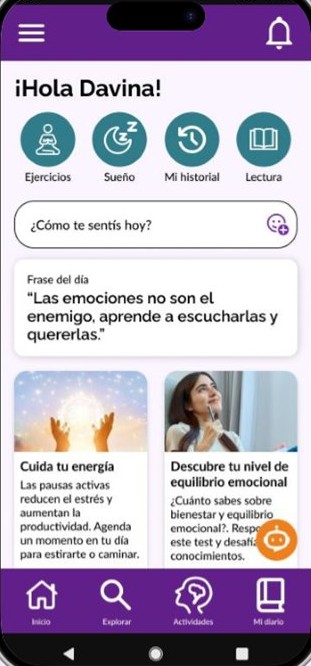 ¡Hola Davina!
Ejercicios
Sueño
Mi historial
Lectura
¿Cómo te sentís hoy?
Frase del día
“Las emociones no son el
enemigo, aprende a escucharlas y
quererlas.”
Cuida tu energía
Las pausas activas
reducen el estrés y
aumentan la
productividad. Agenda
un momento en tu día
para estirarte o caminar.
Descubre tu nivel de
equilibrio emocional
¿Cuánto sabes sobre
bienestar y equilibrio
emocional?.
este test y
conocimientos.
Inicio
Explorar
Actividades
Mi diario